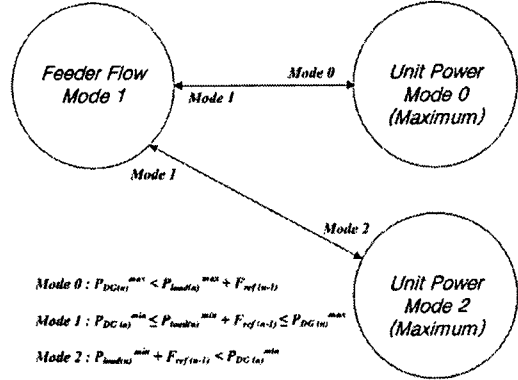 Feeder Flow
Mode 1
Mode 0
Mode 1
Unit Power
Mode 0
(Maximum)
Mode 1
Mode 2
Unit Power
Mode 2
(Maximum)
Mode 0 : P_DG(n)^max < P_load(n)^max + F_ref(n-1)
Mode 1 : P_DG(n)^min ≤ P_load(n)^min + F_ref(n-1) ≤ P_DG(n)^max
Mode 2 : P_load(n)^min + F_ref(n-1) < P_DG(n)^min